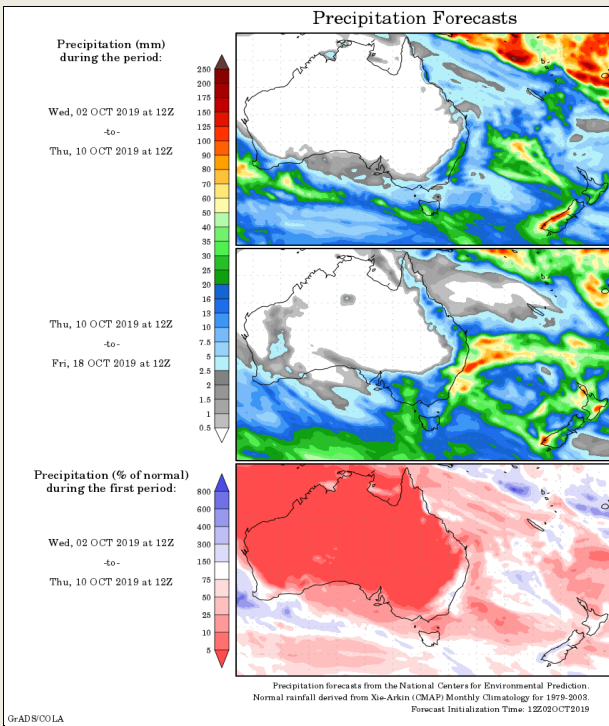 Precipitation Forecasts
Precipitation (mm)
during the period:
Wed, 02 OCT 2019 at 12Z
-to-
Thu, 10 OCT 2019 at 12Z
250
200
175
150
125
100
90
80
70
60
50
40
35
30
25
20
16
13
10
7.5
5
2.5
2
1.5
1
0.5
Thu, 10 OCT 2019 at 12Z
-to-
Fri, 18 OCT 2019 at 12Z
Precipitation (% of normal)
during the first period:
Wed, 02 OCT 2019 at 12Z
-to-
Thu, 10 OCT 2019 at 12Z
800
600
400
300
150
75
50
25
10
5
Precipitation forecasts from the National Centers for Environmental Prediction.
Normal rainfall derived from Xie-Arkin (CMAP) Monthly Climatology for 1979-2003.
Forecast Initialization Time: 12Z02OCT2019
GrADS/COLA